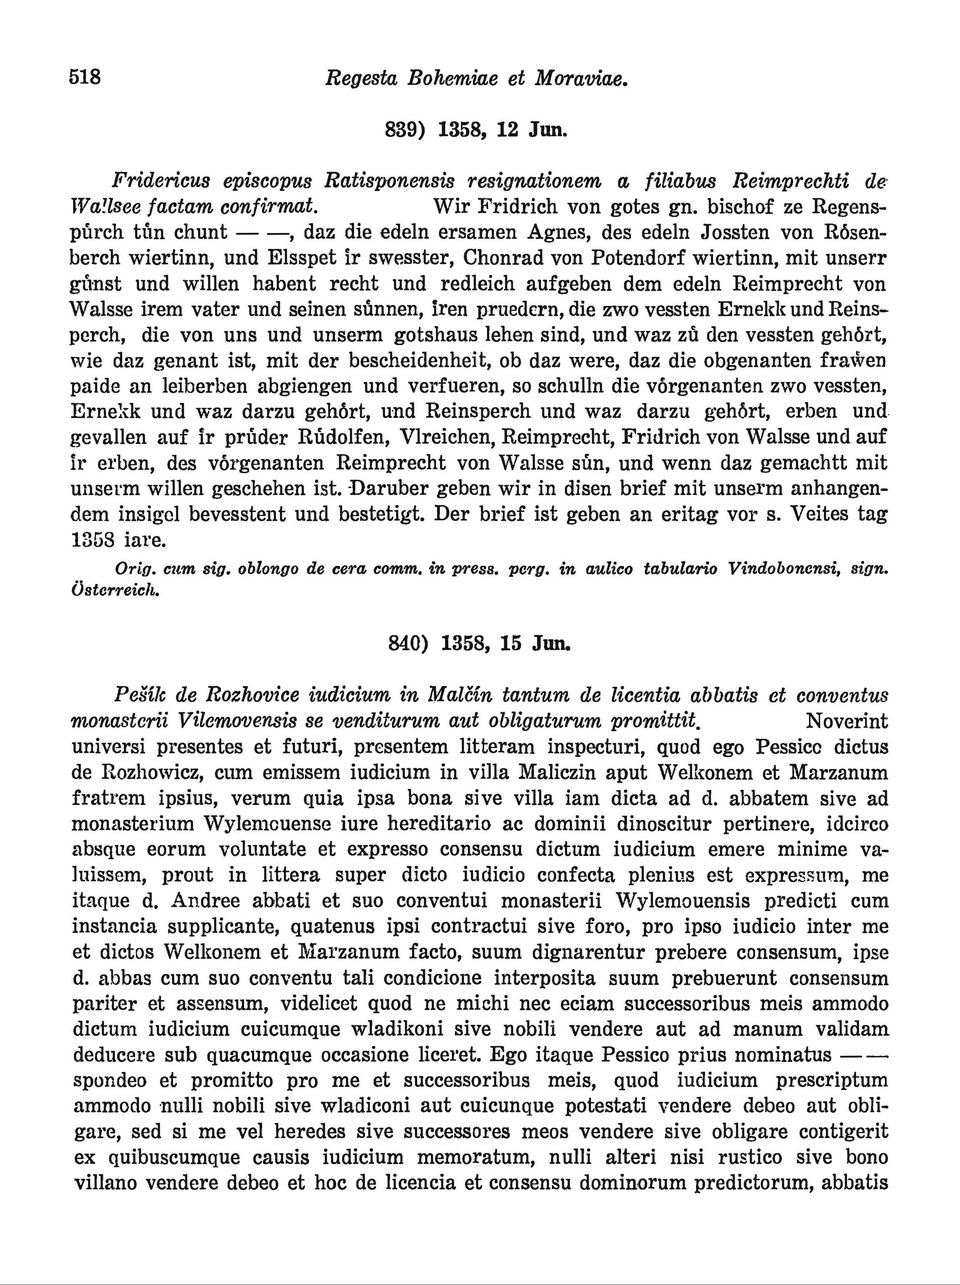 518 Regesta Bohemiae et Moraviae.
839) 1358, 12 Jun.
Fridericus episcopus Ratisponensis resignationem a filiabus Reimprechti de
Wallsee factam confirmat. Wir Fridrich von gotes gn. bischof ze Regens-
pürch tůn chunt — —, daz die edeln ersamen Agnes, des edeln Jossten von Rósen-
berch wiertinn, und Elsspet ir swesster, Chonrad von Potendorf wiertinn, mit unserr
gůnst und willen habent recht und redleich aufgeben dem edeln Reimprecht von
Walsse irem vater und seinen sůnnen, iren pruedern, die zwo vessten Ernekk und Reins-
perch, die von uns und unserm gotshaus lehen sind, und waz zů den vessten gehórt,
wie daz genant ist, mit der bescheidenheit, ob daz were, daz die obgenanten frawen
paide an leiberben abgiengen und verfueren, so schulln die vórgenanten zwo vessten,
Ernekk und waz darzu gehórt, und Reinsperch und waz darzu gehórt, erben und
gevallen auf ir prúder Rúdolfen, Vlreichen, Reimprecht, Fridrich von Walsse und auf
ir erben, des vórgenanten Reimprecht von Walsse sůn, und wenn daz gemachtt mit
unserm willen geschehen ist. Daruber geben wir in disen brief mit unserm anhangen-
dem insigel bevesstent und bestetigt. Der brief ist geben an eritag vor s. Veites tag
1358 iare.
Orig. cum sig. oblongo de cera comm. in press. perg. in aulico tabulario Vindobonensi, sign.
Österreich.
840) 1358, 15 Jun.
Pešík de Rozhovice iudicium in Malčín tantum de licentia abbatis et conventus
monasterii Vilemovensis se venditurum aut obligaturum promittit. Noverint
universi presentes et futuri, presentem litteram inspecturi, quod ego Pessico dictus
de Rozhowicz, cum emissem iudicium in villa Maliczin aput Welkonem et Marzanum
fratrem ipsius, verum quia ipsa bona sive villa iam dicta ad d. abbatem sive ad
monasterium Wylemouense iure hereditario ac dominii dinoscitur pertinere, idcirco
absque eorum voluntate et expresso consensu dictum iudicium emere minime va-
luissem, prout in littera super dicto iudicio confecta plenius est expressum, me
itaque d. Andree abbati et suo conventui monasterii Wylemouensis predicti cum
instancia supplicante, quatenus ipsi contractui sive foro, pro ipso iudicio inter me
et dictos Welkonem et Marzanum facto, suum dignarentur prebere consensum, ipse
d. abbas cum suo conventu tali condicione interposita suum prebuerunt consensum
pariter et assensum, videlicet quod ne michi nec eciam successoribus meis ammodo
dictum iudicium cuicumque wladikoni sive nobili vendere aut ad manum validam
deducere sub quacumque occasione liceret. Ego itaque Pessico prius nominatus — —
spondeo et promitto pro me et successoribus meis, quod iudicium prescriptum
ammodo nulli nobili sive wladiconi aut cuicunque potestati vendere debeo aut obli-
gare, sed si me vel heredes sive successores meos vendere sive obligare contigerit
ex quibuscumque causis iudicium memoratum, nulli alteri nisi rustico sive bono
villano vendere debeo et hoc de licencia et consensu dominorum predictorum, abbatis